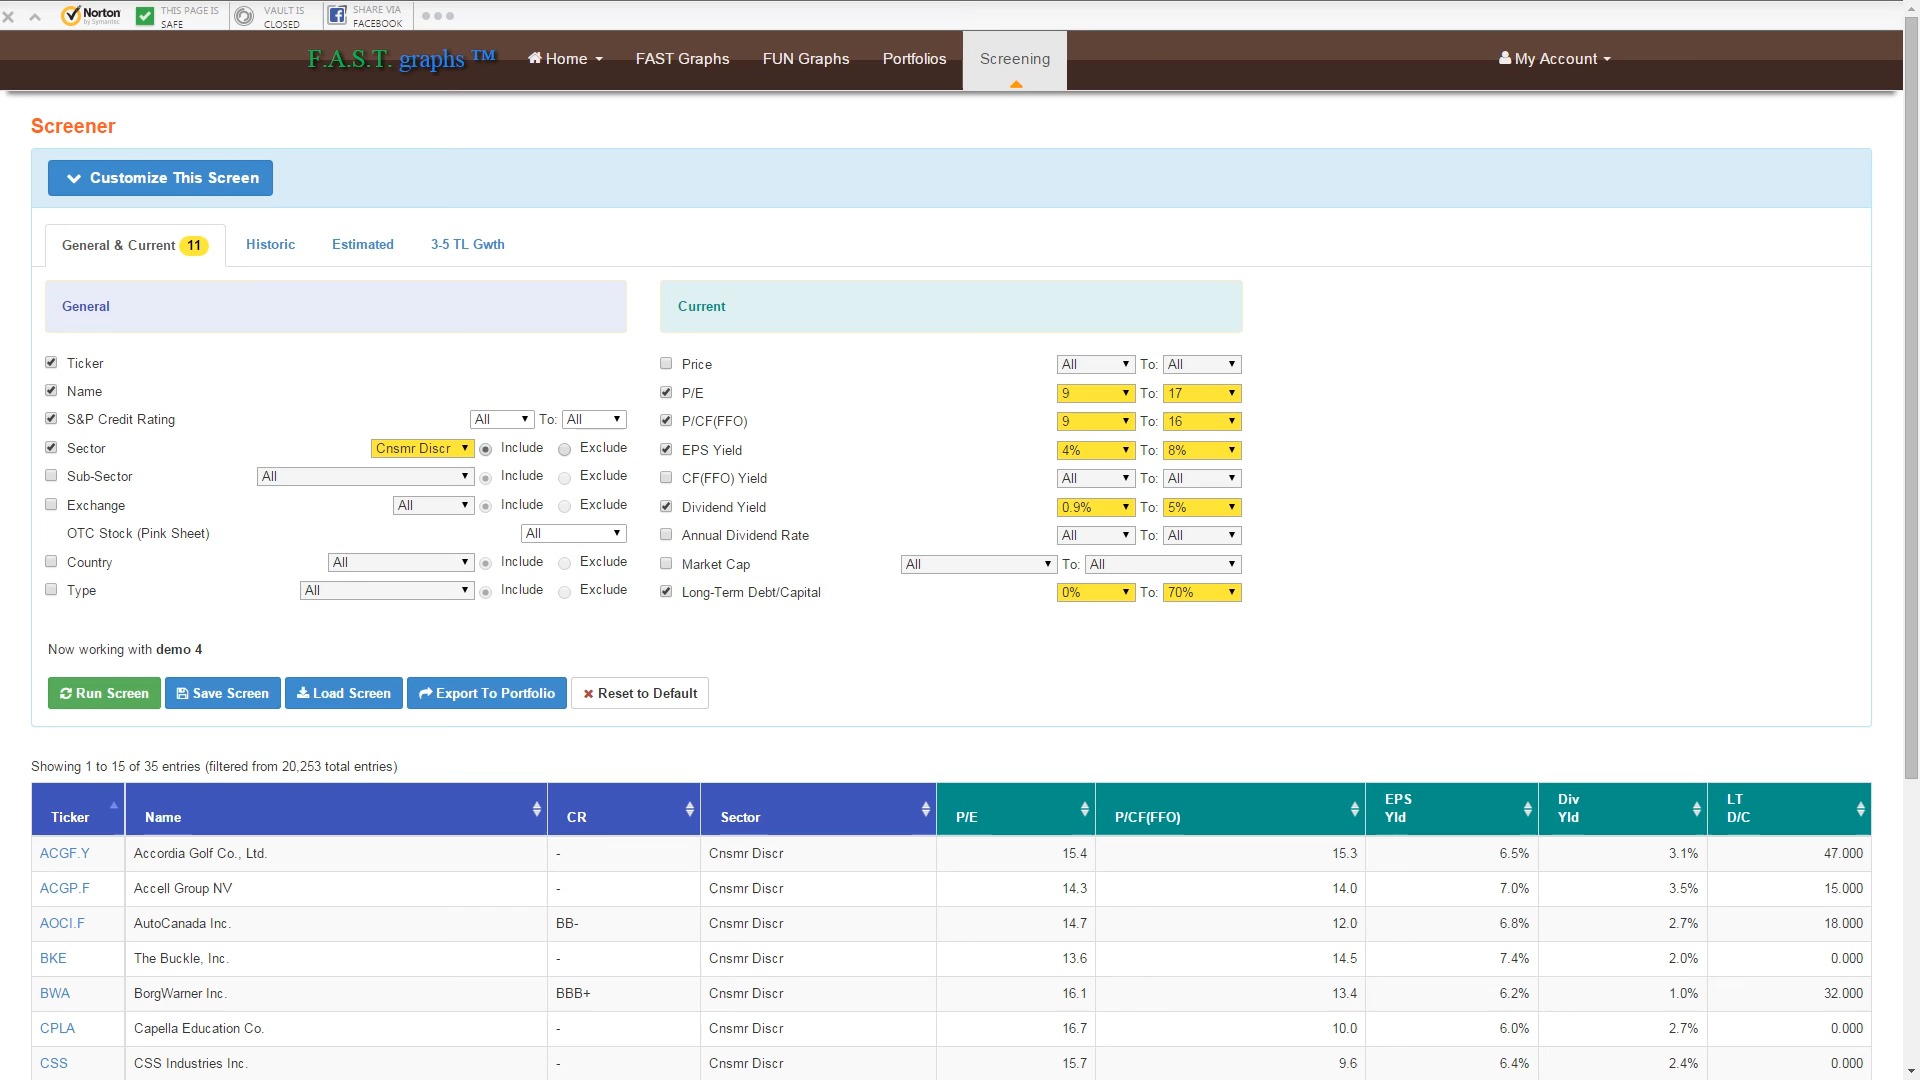 Norton
by Symantec
THIS PAGE IS
SAFE
VAULT IS
CLOSED
SHARE VIA
FACEBOOK
F.A.S.T. graphs ™
Home
FAST Graphs
FUN Graphs
Portfolios
Screening
My Account
Screener
Customize This Screen
General & Current 11
Historic
Estimated
3-5 TL Gwth
General
Current
Ticker
Name
S&P Credit Rating All To: All
Sector Cnsmr Discr Include Exclude
Sub-Sector All Include Exclude
Exchange All Include Exclude
OTC Stock (Pink Sheet) All
Country All Include Exclude
Type All Include Exclude
Price All To: All
P/E 9 To: 17
P/CF(FFO) 9 To: 16
EPS Yield 4% To: 8%
CF(FFO) Yield All To: All
Dividend Yield 0.9% To: 5%
Annual Dividend Rate All To: All
Market Cap All To: All
Long-Term Debt/Capital 0% To: 70%
Now working with demo 4
Run Screen Save Screen Load Screen Export To Portfolio Reset to Default
Showing 1 to 15 of 35 entries (filtered from 20,253 total entries)
Ticker Name CR Sector P/E P/CF(FFO) EPS Yld Div Yld LT D/C
ACGF.Y Accordia Golf Co., Ltd. - Cnsmr Discr 15.4 15.3 6.5% 3.1% 47.000
ACGP.F Accell Group NV - Cnsmr Discr 14.3 14.0 7.0% 3.5% 15.000
AOCI.F AutoCanada Inc. BB- Cnsmr Discr 14.7 12.0 6.8% 2.7% 18.000
BKE The Buckle, Inc. - Cnsmr Discr 13.6 14.5 7.4% 2.0% 0.000
BWA BorgWarner Inc. BBB+ Cnsmr Discr 16.1 13.4 6.2% 1.0% 32.000
CPLA Capella Education Co. - Cnsmr Discr 16.7 10.0 6.0% 2.7% 0.000
CSS CSS Industries Inc. - Cnsmr Discr 15.7 9.6 6.4% 2.4% 0.000